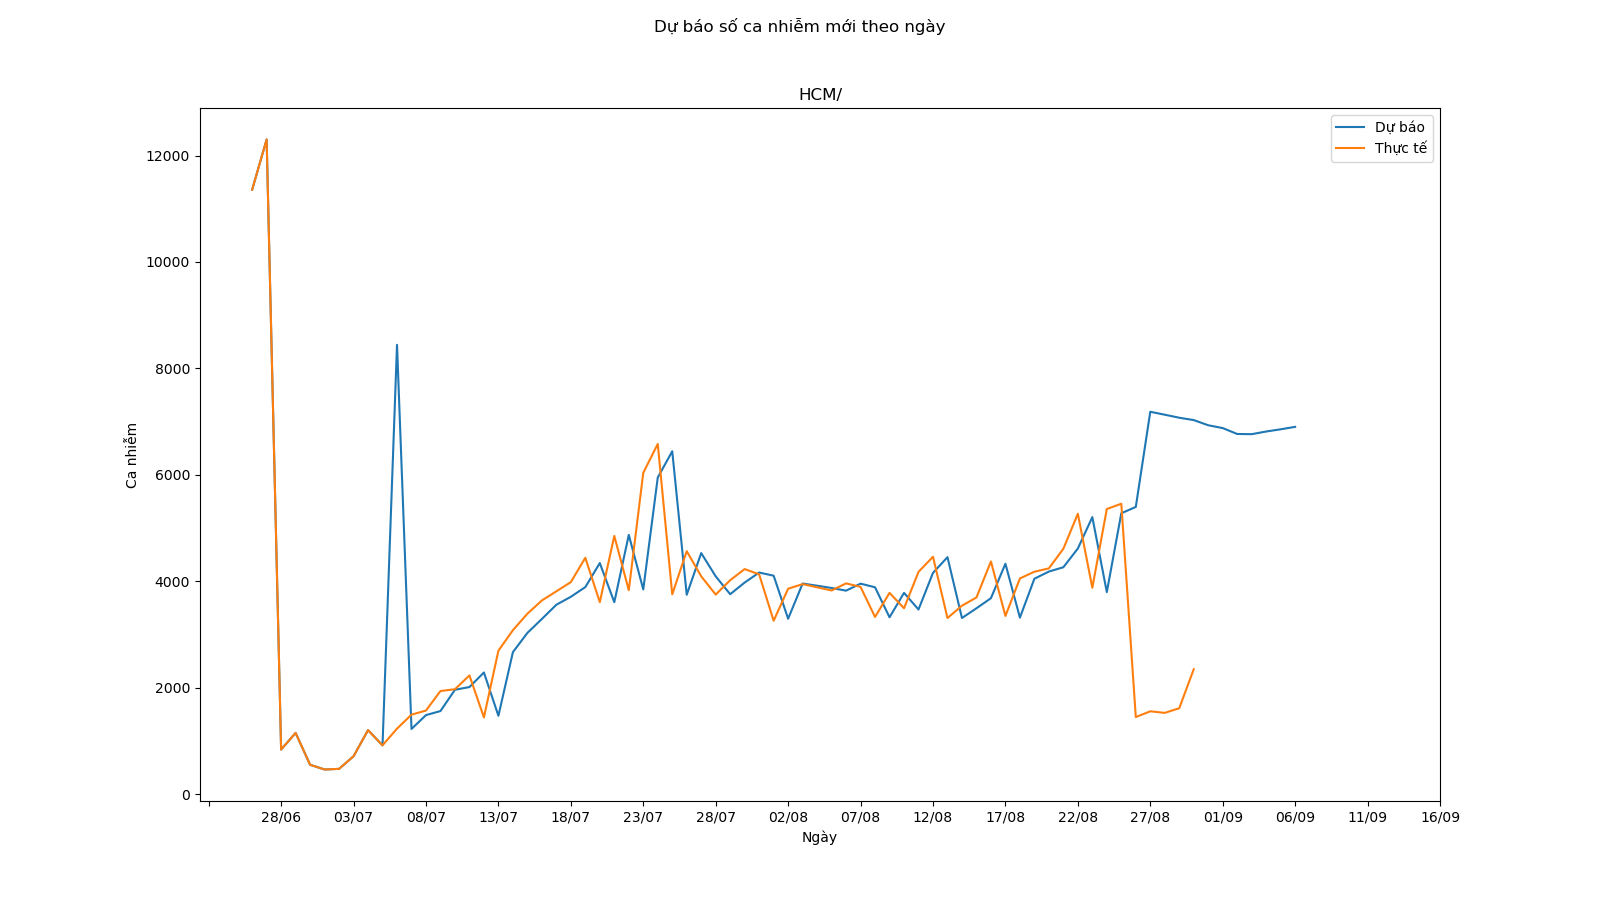 Dự báo số ca nhiễm mới theo ngày
HCM/
Dự báo
Thực tế
12000
10000
8000
6000
4000
2000
0
Ca nhiễm
28/06 03/07 08/07 13/07 18/07 23/07 28/07 02/08 07/08 12/08 17/08 22/08 27/08 01/09 06/09 11/09 16/09
Ngày